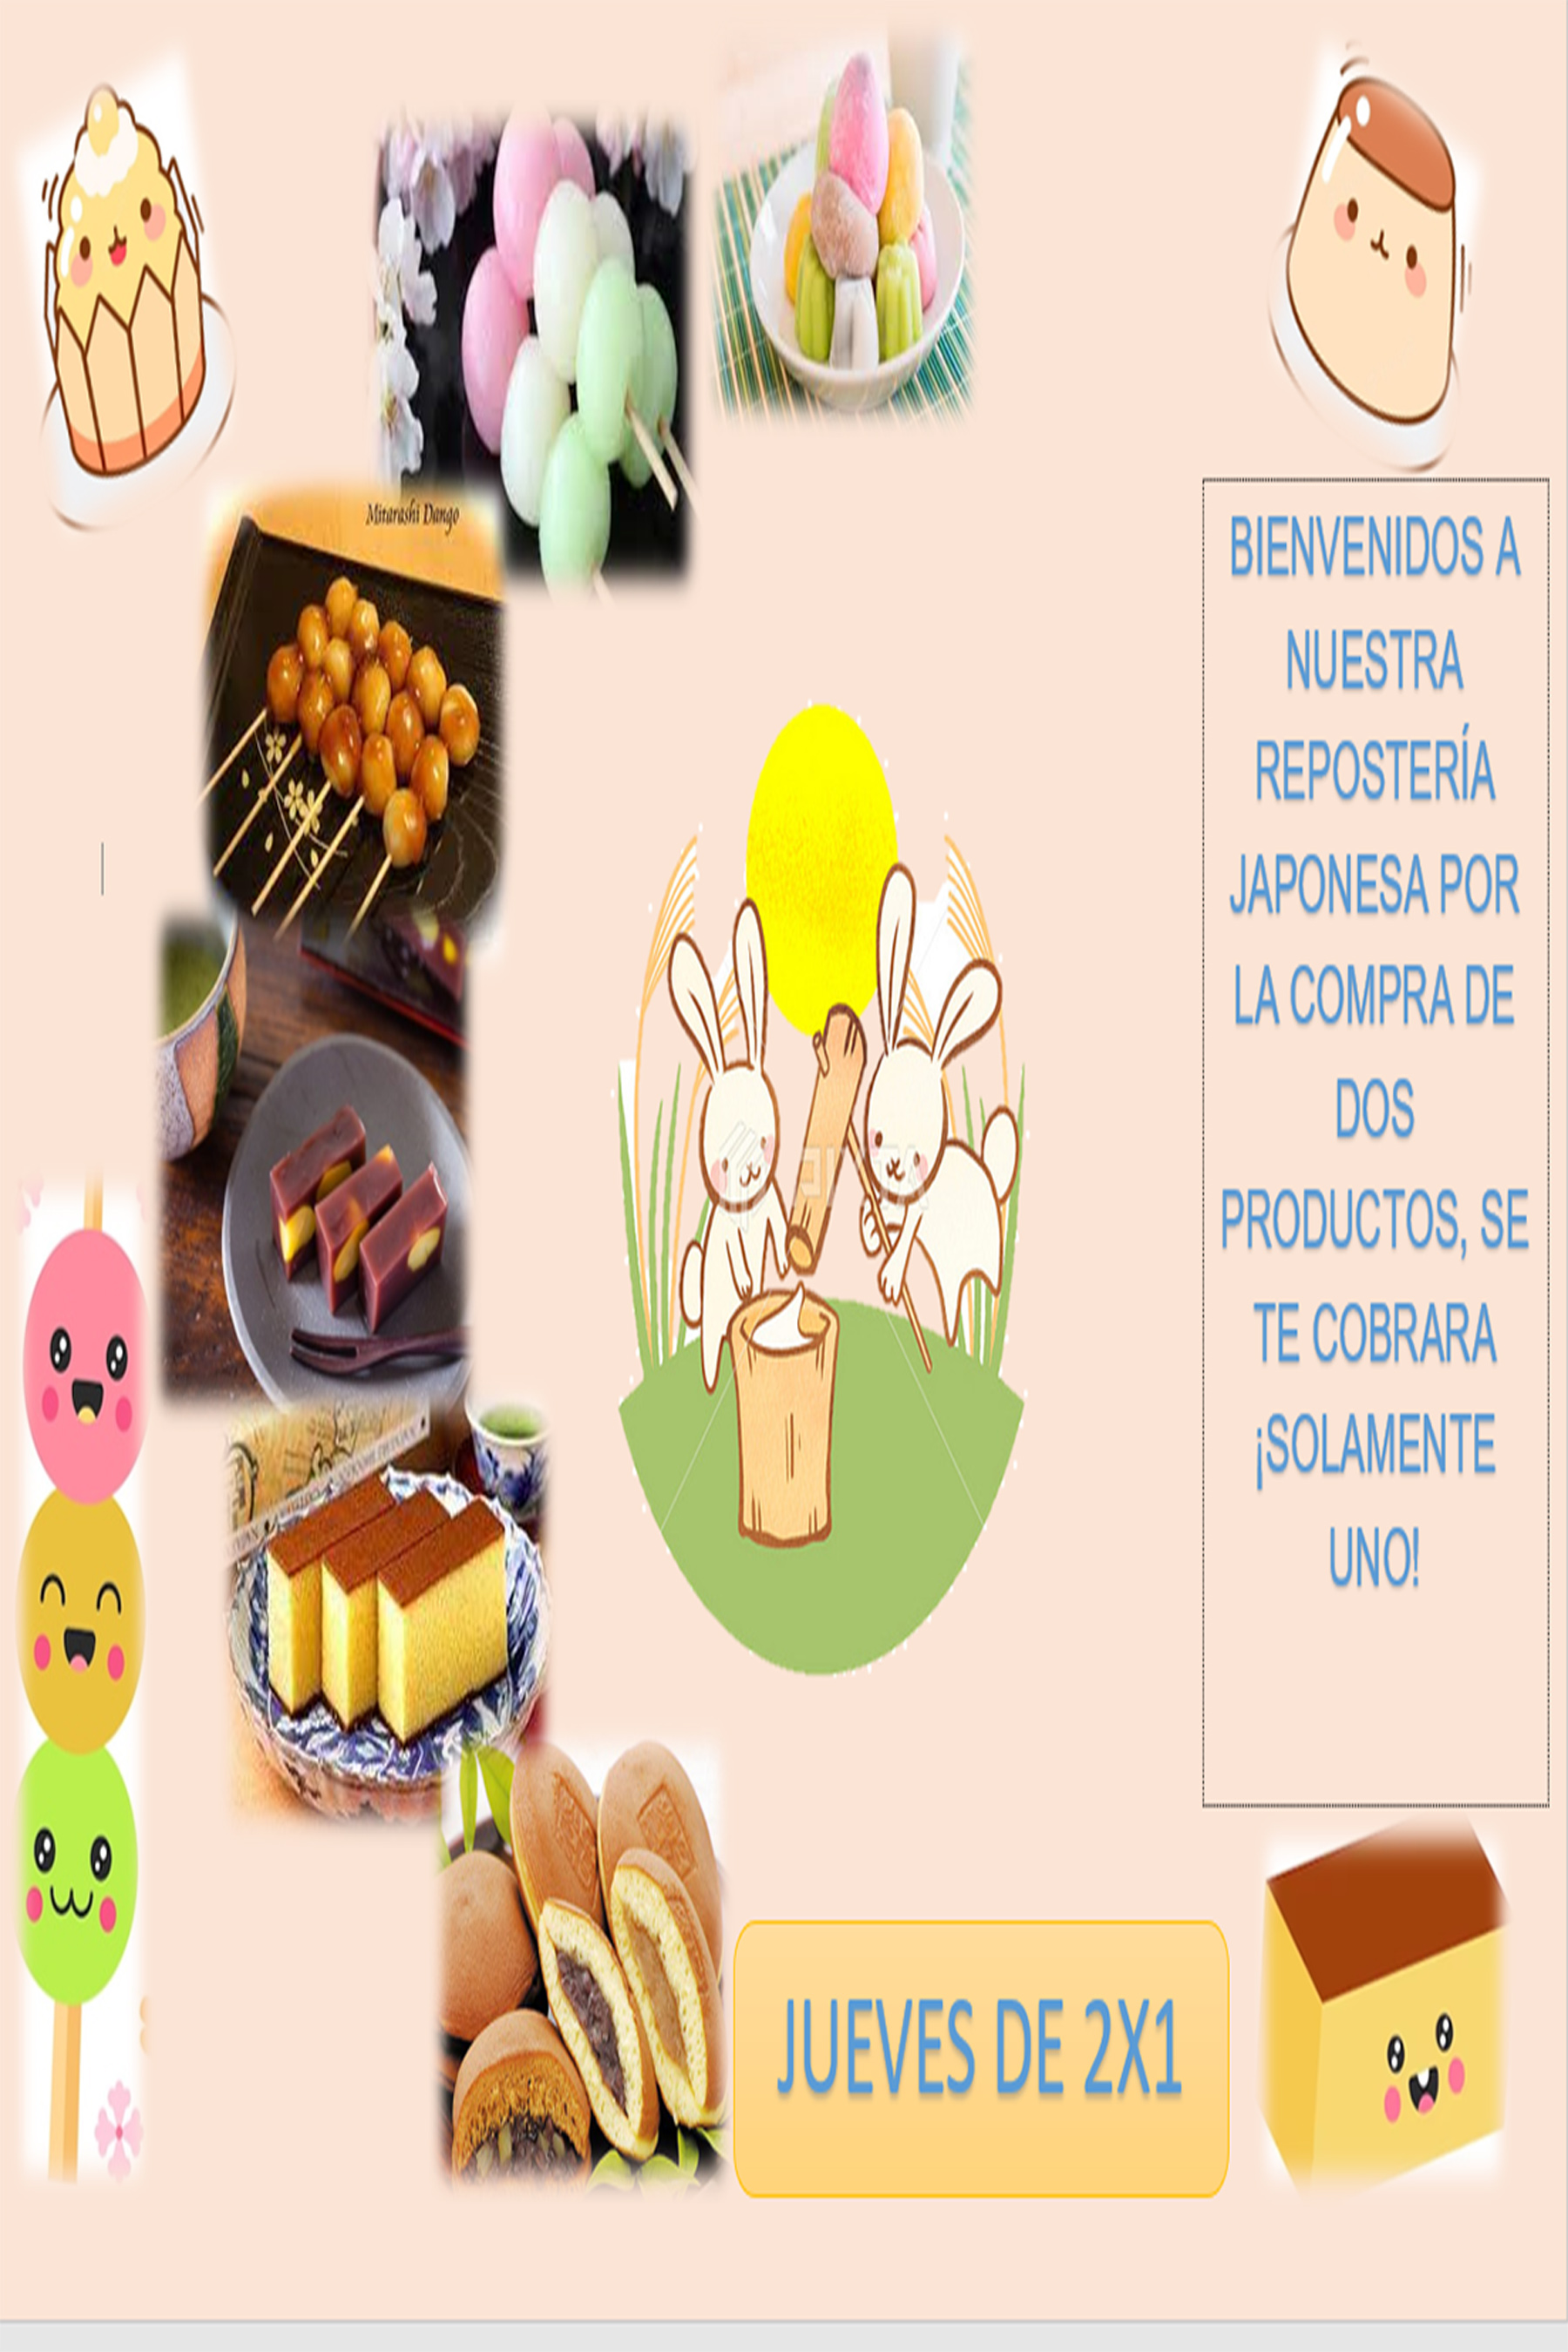 Mitarashi Dango
BIENVENIDOS A
NUESTRA
REPOSTERÍA
JAPONESA POR
LA COMPRA DE
DOS
PRODUCTOS, SE
TE COBRARA
¡SOLAMENTE
UNO!
JUEVES DE 2X1